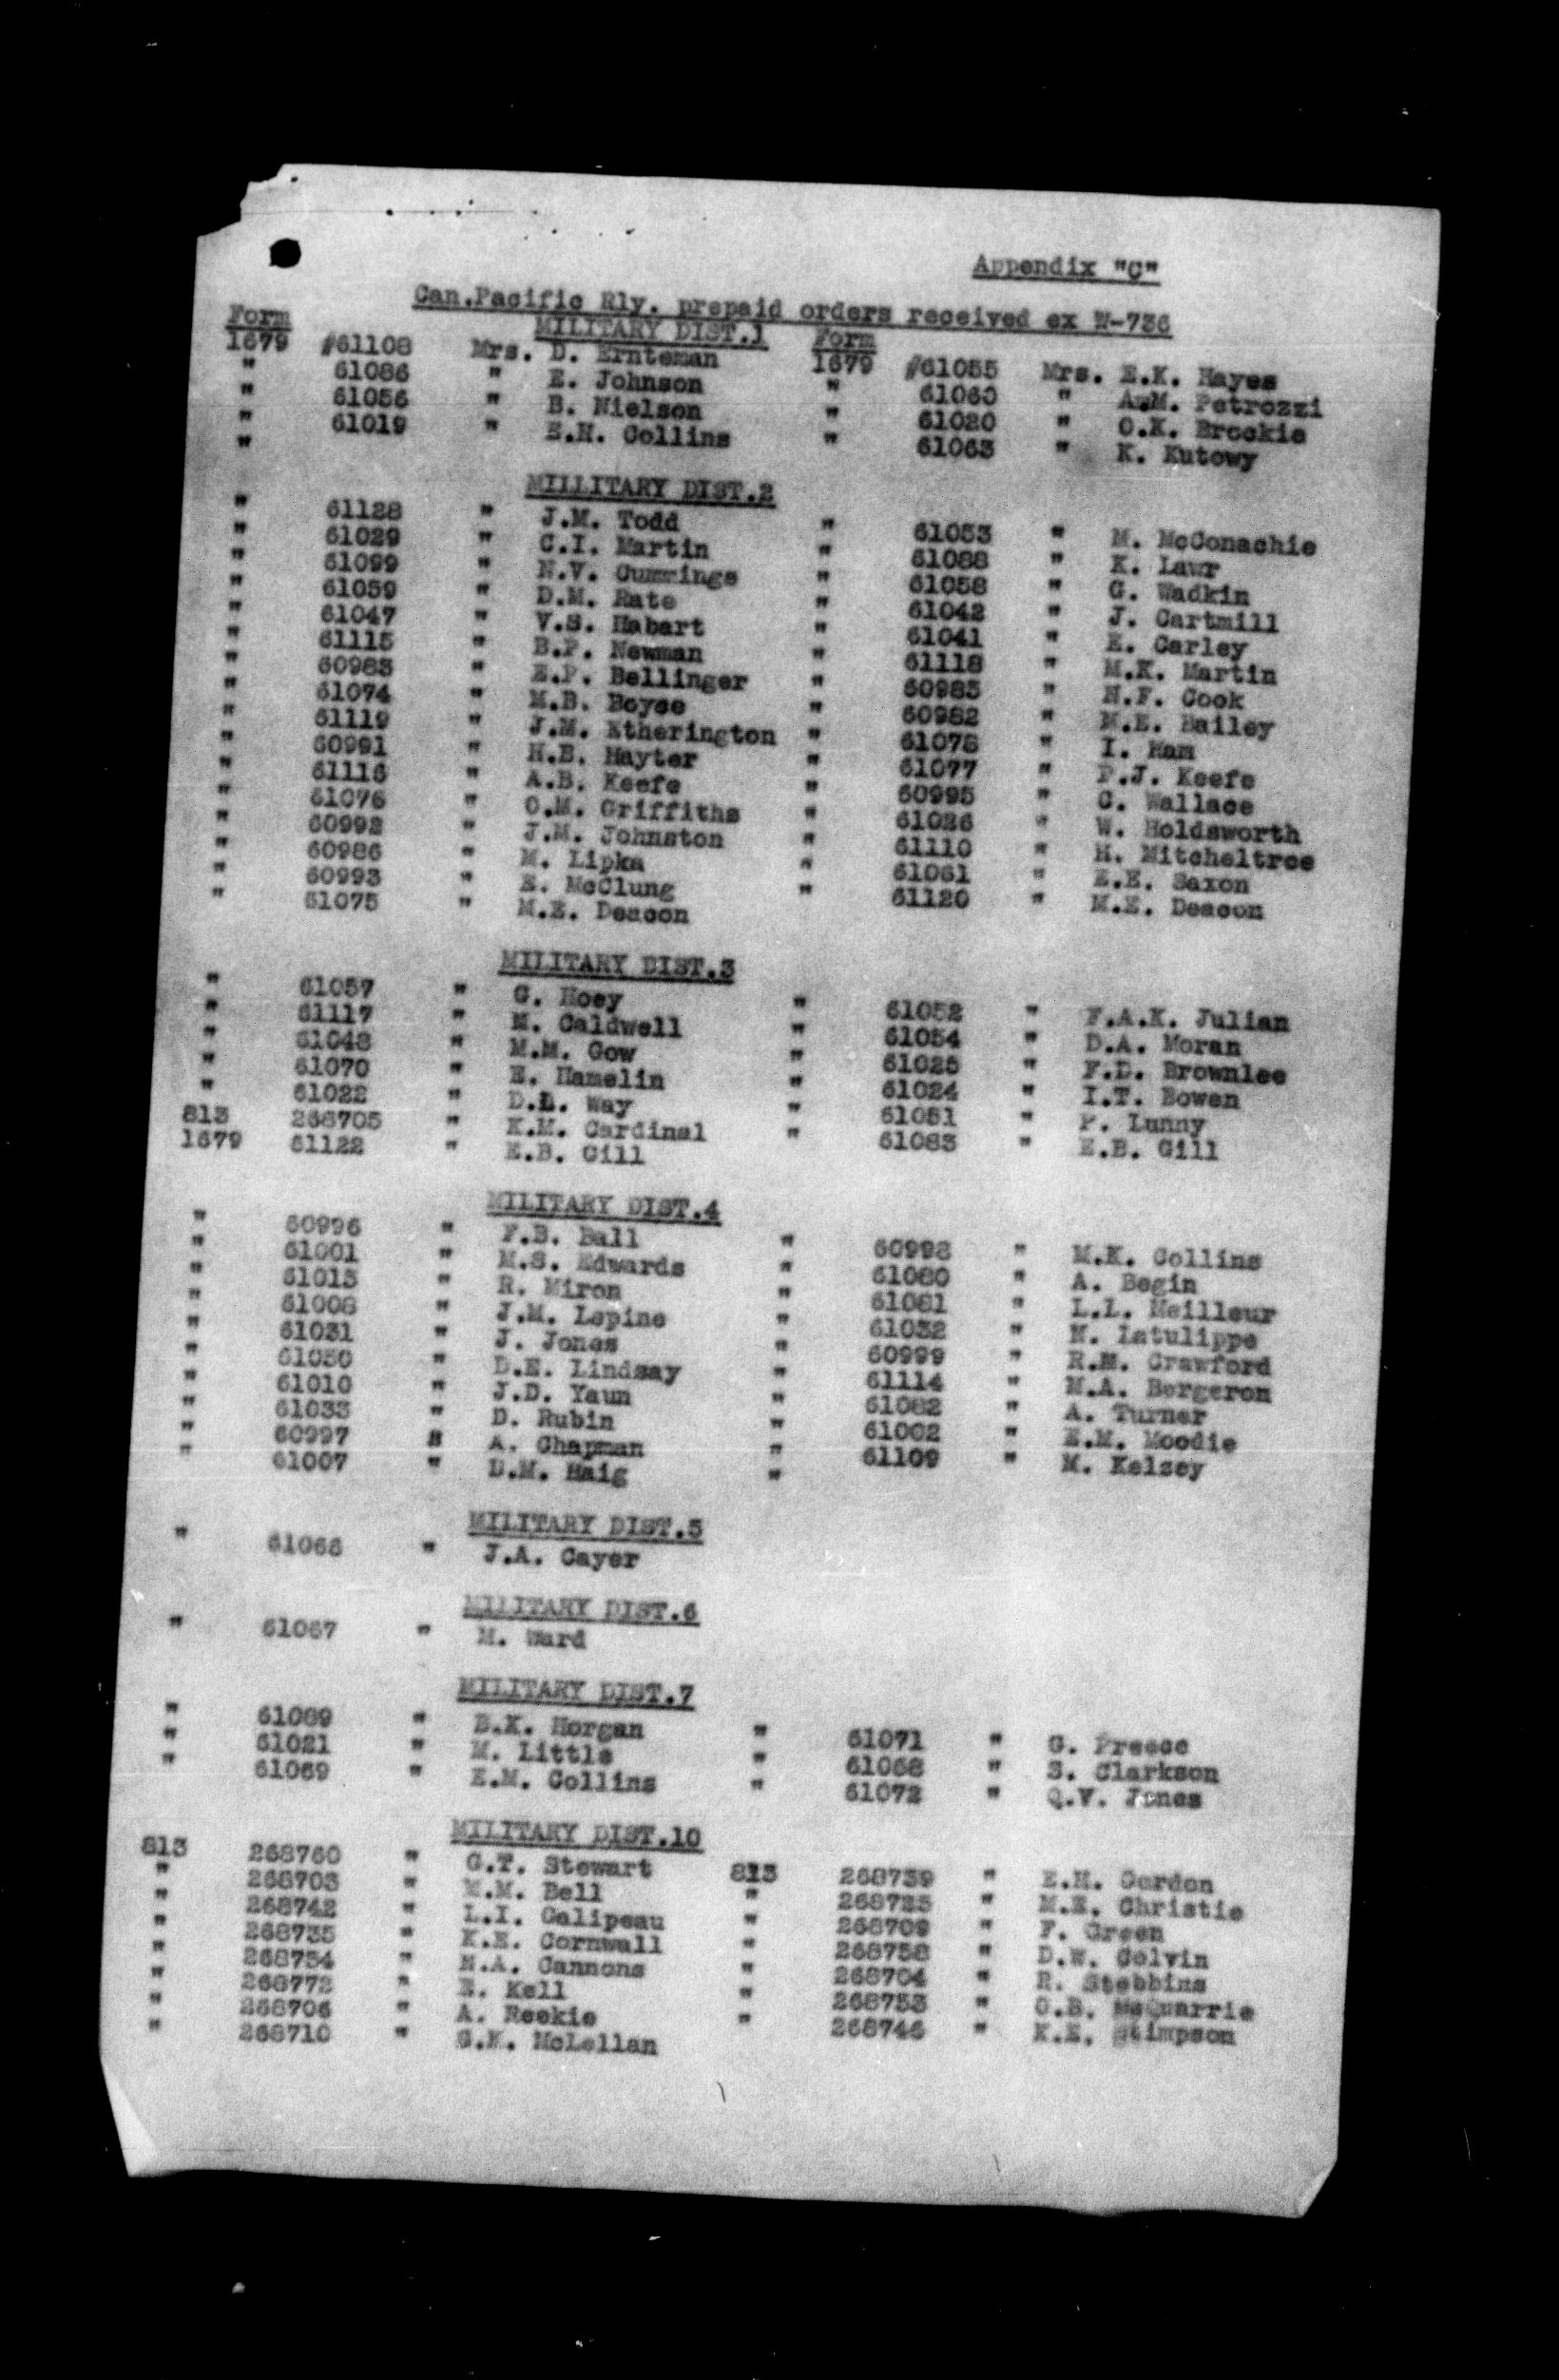 Appendix "C"
Can.Pacific Rly. prepaid orders received ex W-736
Form MILITARY DIST.1 Form
1679 #61108 Mrs. D. Ernteman 1679 #61055 Mrs. E.K. Hayes
" 61086 " E. Johnson " 61060 " A.M. Petrozzi
" 61056 " B. Nielson " 61020 " O.K. Brockie
" 61019 " E.H. Collins " 61063 " K. Kutowy
"
MILLITARY DIST.2
" 61128 " J.M. Todd " 61053 " M. McConachie
" 61029 " C.I. Martin " 61088 " K. Lawr
" 61099 " N.V. Cummings " 61058 " G. Wadkin
" 61059 " D.M. Rate " 61042 " J. Cartmill
" 61047 " V.S. Habart " 61041 " E. Carley
" 61115 " B.P. Newman " 61118 " M.K. Martin
" 60983 " E.P. Bellinger " 60985 " H.F. Cook
" 61074 " M.B. Boyce " 60982 " M.E. Bailey
" 61119 " J.M. Etherington " 61078 " I. Ham
" 60991 " H.E. Hayter " 61077 " P.J. Keefe
" 61116 " A.B. Keefe " 60995 " C. Wallace
" 61076 " O.M. Griffiths " 61026 " W. Holdsworth
" 60992 " J.M. Johnston " 61110 " H. Mitcheltree
" 60986 " M. Lipka " 61061 " E.E. Saxon
" 60993 " E. McClung " 61120 " M.E. Deacon
" 61075 " M.E. Deacon
MILITARY DIST.3
" 61057 " G. Hoey " 61052 " F.A.K. Julian
" 61117 " M. Caldwell " 61054 " D.A. Moran
" 61048 " M.M. Gow " 61025 " F.D. Brownlee
" 61070 " E. Hamelin " 61024 " I.T. Bowen
" 61022 " D.L. Way " 61051 " P. Lunny
813 268705 " K.M. Cardinal " 61083 " E.B. Gill
1679 61122 " E.B. Gill
MILITARY DIST.4
" 60996 " F.B. Ball " 60998 " M.K. Collins
" 61001 " M.S. Edwards " 61080 " A. Begin
" 61013 " R. Miron " 61081 " L.L. Meilleur
" 61008 " J.M. Lepine " 61032 " N. Latulippe
" 61031 " J. Jones " 60999 " R.M. Crawford
" 61050 " D.E. Lindsay " 61114 " M.A. Bergeron
" 61010 " J.D. Yaun " 61082 " A. Turner
" 61033 " D. Rubin " 61002 " E.M. Moodie
" 60997 " A. Chapman " 61109 " M. Kelsey
" 61007 " D.M. Haig "
MILITARY DIST.5
" 61066 " J.A. Cayer
MILITARY DIST.6
" 61067 " M. Ward
MILITARY DIST.7
" 61089 " B.K. Horgan " 61071 " G. Preece
" 61021 " M. Little " 61068 " S. Clarkson
" 61069 " E.M. Collins " 61072 " Q.V. Jones
MILITARY DIST.10
813 268760 " G.T. Stewart 813 268739 " E.H. Gordon
" 268703 " M.M. Bell " 268725 " M.E. Christie
" 268742 " L.I. Galipeau " 268709 " F. Green
" 268735 " K.E. Cornwall " 268758 " D.W. Colvin
" 268754 " N.A. Cannons " 268704 " R. Stebbins
" 268772 " E. Kell " 268753 " O.B. McQuarrie
" 268706 " A. Reekie " 268746 " K.E. Stimpson
" 268710 " G.K. McLellan